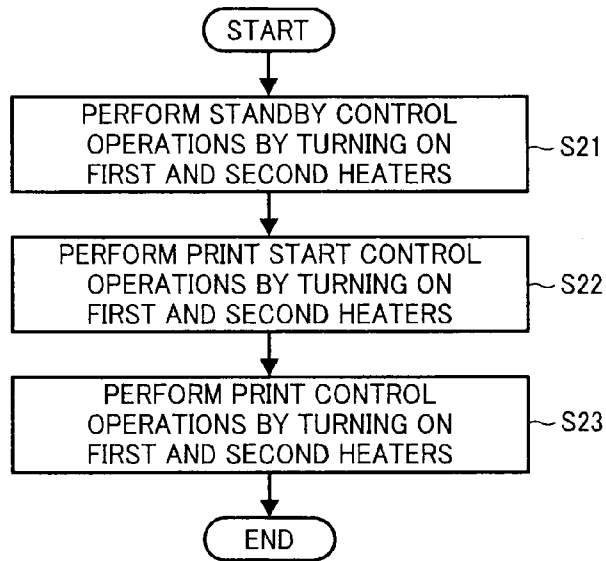 START
PERFORM STANDBY CONTROL
OPERATIONS BY TURNING ON
FIRST AND SECOND HEATERS
S21
PERFORM PRINT START CONTROL
OPERATIONS BY TURNING ON
FIRST AND SECOND HEATERS
S22
PERFORM PRINT CONTROL
OPERATIONS BY TURNING ON
FIRST AND SECOND HEATERS
S23
END